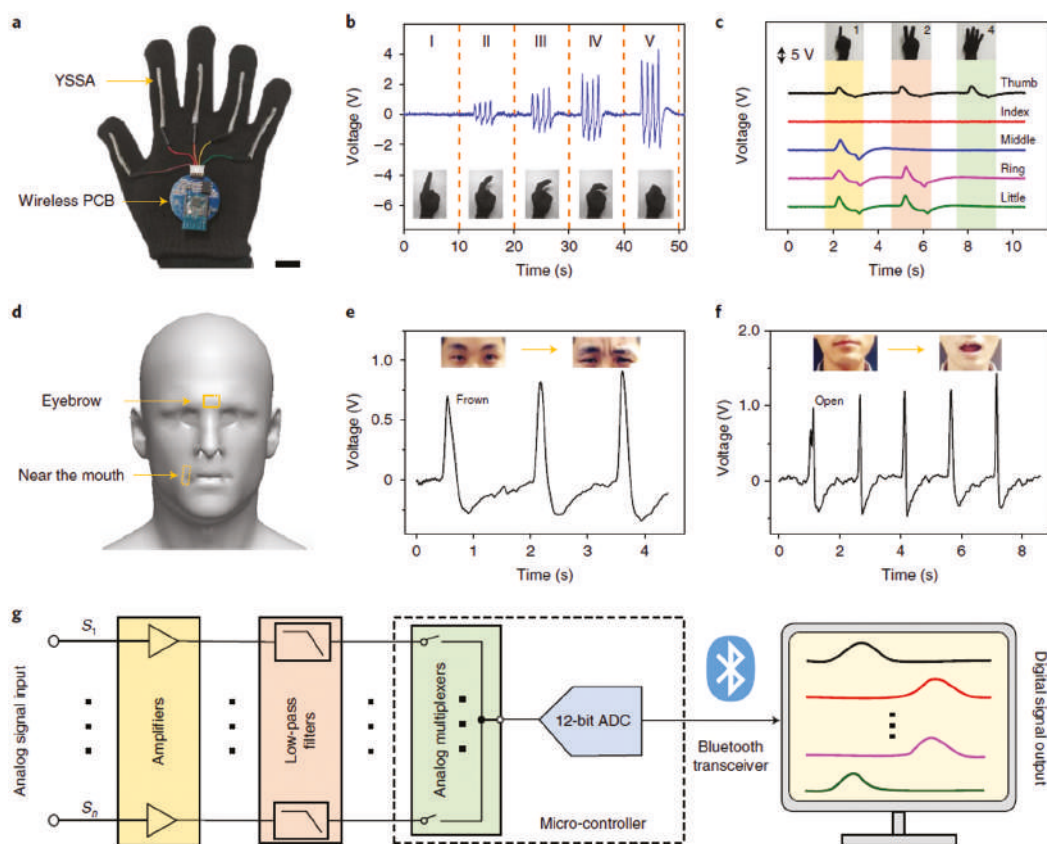 a
YSSA
Wireless PCB
b
I II III IV V
Voltage (V)
4
2
0
−2
−4
−6
0 10 20 30 40 50
Time (s)
c
5 V
1 2 4
Voltage (V)
Thumb
Index
Middle
Ring
Little
0 2 4 6 8 10
Time (s)
d
Eyebrow
Near the mouth
e
Voltage (V)
1.0
0.5
0
Frown
0 1 2 3 4
Time (s)
f
Voltage (V)
2.0
1.0
0
Open
0 2 4 6 8
Time (s)
g
Analog signal input
S1
Sn
Amplifiers
Low-pass
filters
Analog multiplexers
12-bit ADC
Micro-controller
Bluetooth
transceiver
Digital signal output